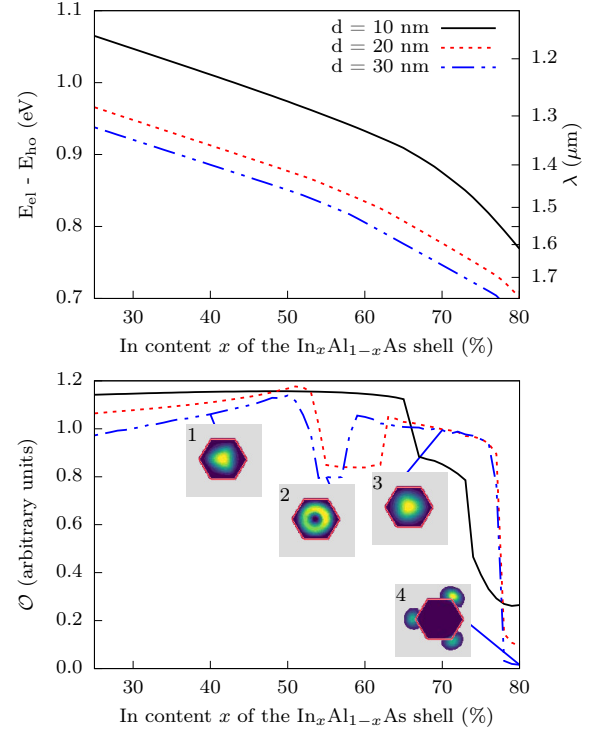 1.1
1.0
0.9
0.8
0.7
E_el - E_ho (eV)
d = 10 nm
d = 20 nm
d = 30 nm
1.2
1.3
1.4
1.5
1.6
1.7
λ (μm)
30 40 50 60 70 80
In content x of the In_xAl_{1−x}As shell (%)
1.2
1.0
0.8
0.6
0.4
0.2
0.0
𝒪 (arbitrary units)
1
2
3
4
30 40 50 60 70 80
In content x of the In_xAl_{1−x}As shell (%)